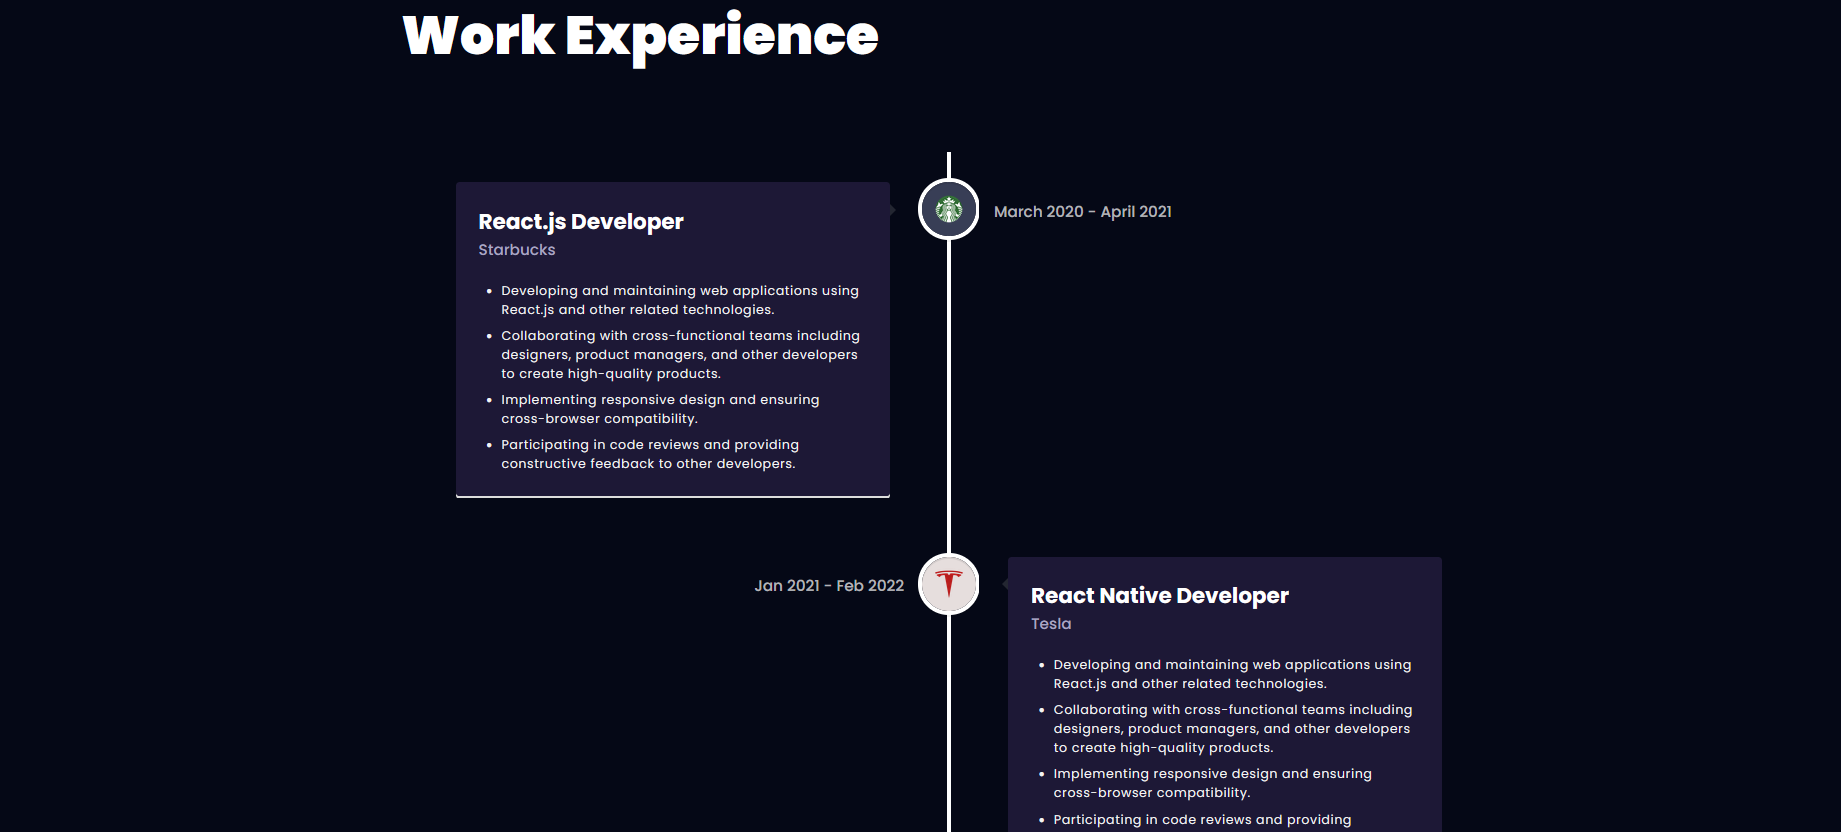 Work Experience
React.js Developer
Starbucks
• Developing and maintaining web applications using
React.js and other related technologies.
• Collaborating with cross-functional teams including
designers, product managers, and other developers
to create high-quality products.
• Implementing responsive design and ensuring
cross-browser compatibility.
• Participating in code reviews and providing
constructive feedback to other developers.
March 2020 - April 2021
Jan 2021 - Feb 2022
React Native Developer
Tesla
• Developing and maintaining web applications using
React.js and other related technologies.
• Collaborating with cross-functional teams including
designers, product managers, and other developers
to create high-quality products.
• Implementing responsive design and ensuring
cross-browser compatibility.
• Participating in code reviews and providing